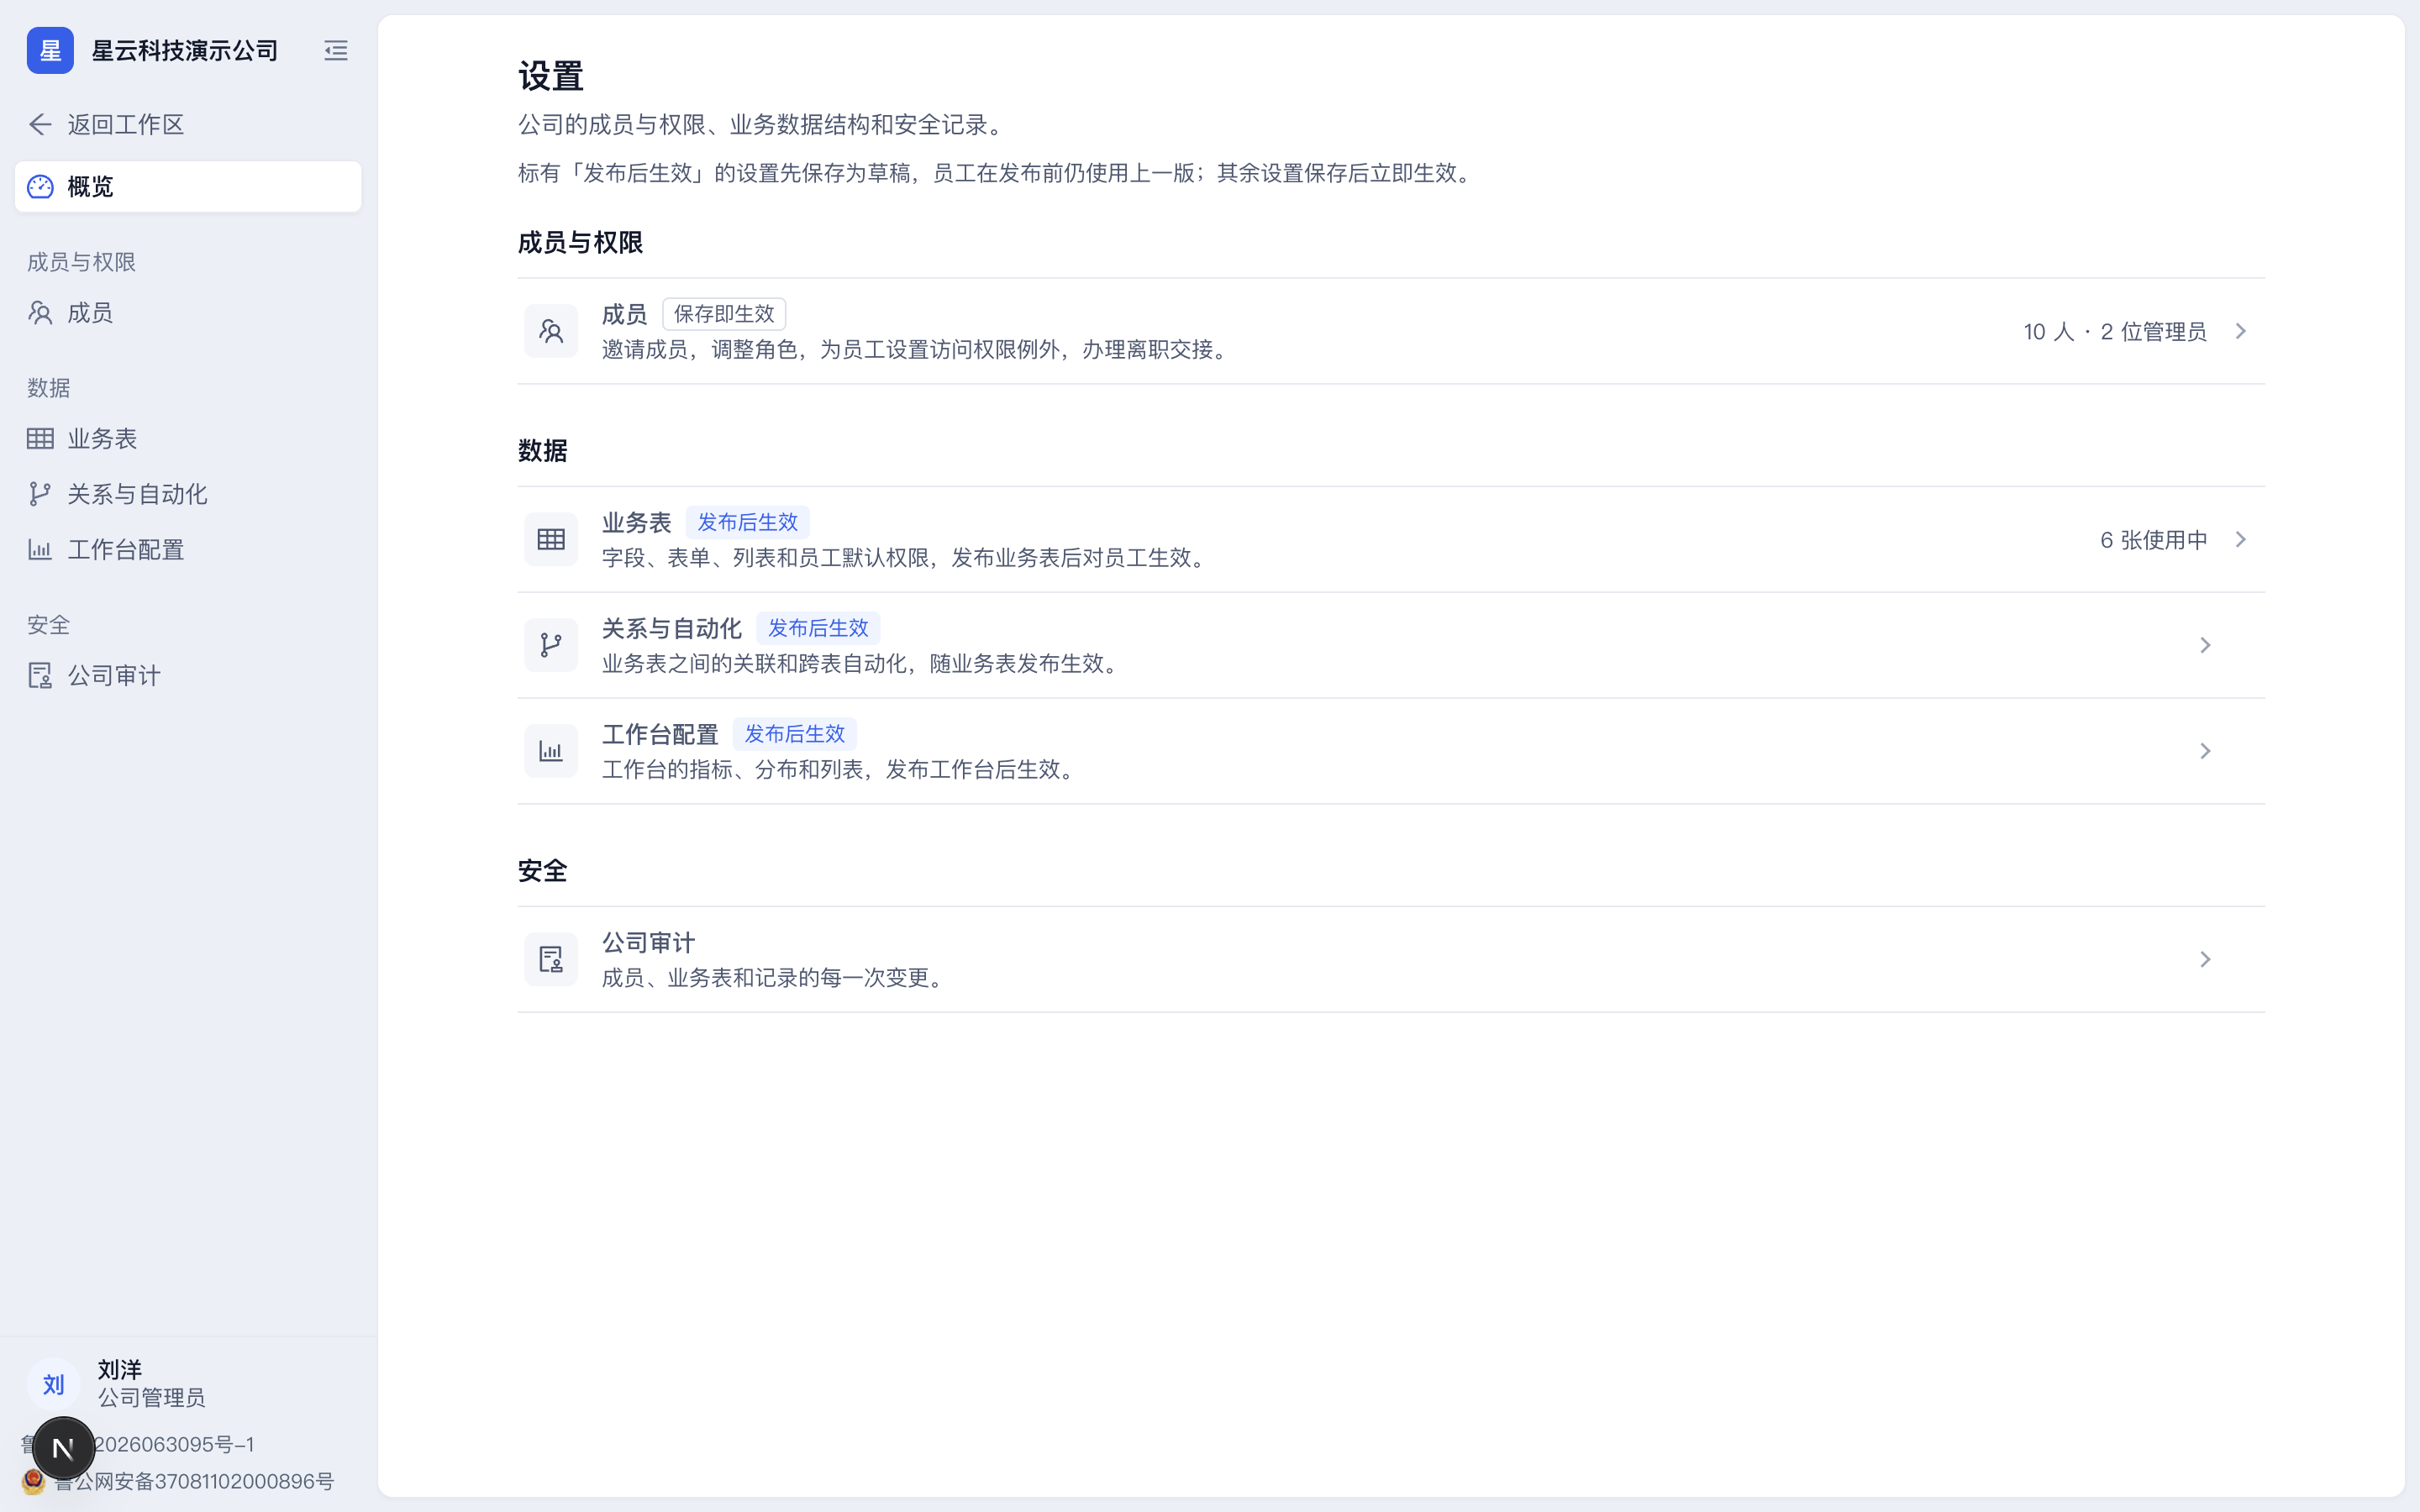 星 星云科技演示公司
返回工作区
概览
成员与权限
成员
数据
业务表
关系与自动化
工作台配置
安全
公司审计
设置
公司的成员与权限、业务数据结构和安全记录。
标有「发布后生效」的设置先保存为草稿，员工在发布前仍使用上一版；其余设置保存后立即生效。
成员与权限
成员 保存即生效
邀请成员，调整角色，为员工设置访问权限例外，办理离职交接。
10 人 · 2 位管理员
数据
业务表 发布后生效
字段、表单、列表和员工默认权限，发布业务表后对员工生效。
6 张使用中
关系与自动化 发布后生效
业务表之间的关联和跨表自动化，随业务表发布生效。
工作台配置 发布后生效
工作台的指标、分布和列表，发布工作台后生效。
安全
公司审计
成员、业务表和记录的每一次变更。
刘 刘洋
公司管理员
2026063095号-1
N
鲁公网安备37081102000896号